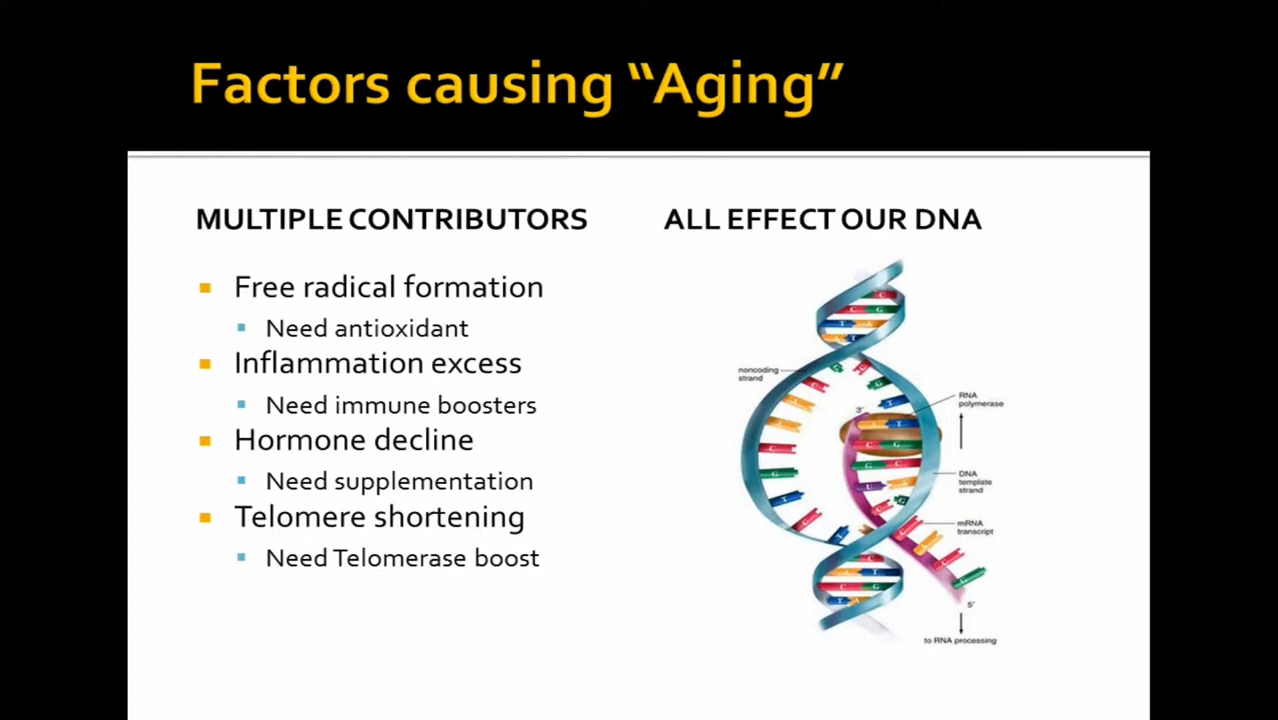 Factors causing “Aging”
MULTIPLE CONTRIBUTORS
Free radical formation
Need antioxidant
Inflammation excess
Need immune boosters
Hormone decline
Need supplementation
Telomere shortening
Need Telomerase boost
ALL EFFECT OUR DNA
C
C G
T A
A T
G
C C
noncoding
strand
G
A T
A
3′
RNA
polymerase
T
C
C G
G C
G
U A
DNA
template
strand
T
C G
C
C
mRNA
transcript
T
C
A
C
A T
G
C G
T A
5′
to RNA processing